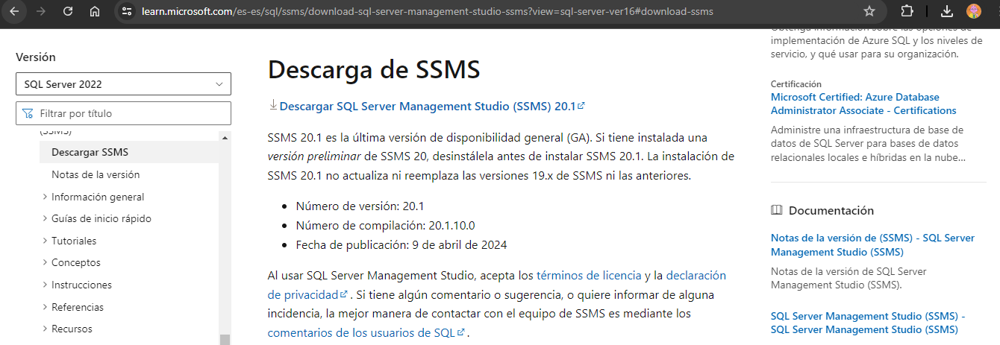 learn.microsoft.com/es-es/sql/ssms/download-sql-server-management-studio-ssms?view=sql-server-ver16#download-ssms
Versión
SQL Server 2022
Filtrar por título
(SSMS)
Descargar SSMS
Notas de la versión
Información general
Guías de inicio rápido
Tutoriales
Conceptos
Instrucciones
Referencias
Recursos
Descarga de SSMS
Descargar SQL Server Management Studio (SSMS) 20.1
SSMS 20.1 es la última versión de disponibilidad general (GA). Si tiene instalada una
versión preliminar de SSMS 20, desinstálela antes de instalar SSMS 20.1. La instalación de
SSMS 20.1 no actualiza ni reemplaza las versiones 19.x de SSMS ni las anteriores.
• Número de versión: 20.1
• Número de compilación: 20.1.10.0
• Fecha de publicación: 9 de abril de 2024
Al usar SQL Server Management Studio, acepta los términos de licencia y la declaración
de privacidad . Si tiene algún comentario o sugerencia, o quiere informar de alguna
incidencia, la mejor manera de contactar con el equipo de SSMS es mediante los
comentarios de los usuarios de SQL .
Obtenga información sobre las opciones de
implementación de Azure SQL y los niveles de
servicio, y qué usar para su organización.
Certificación
Microsoft Certified: Azure Database
Administrator Associate - Certifications
Administre una infraestructura de base de
datos de SQL Server para bases de datos
relacionales locales e híbridas en la nube...
Documentación
Notas de la versión de (SSMS) - SQL Server
Management Studio (SSMS)
Notas de la versión de SQL Server
Management Studio (SSMS).
SQL Server Management Studio (SSMS) -
SQL Server Management Studio (SSMS)